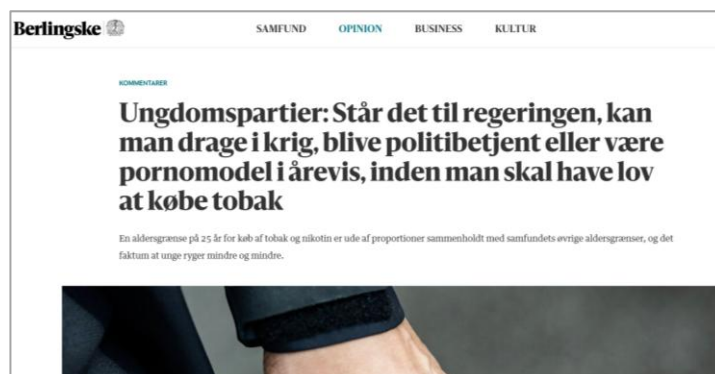 Berlingske
SAMFUND OPINION BUSINESS KULTUR
KOMMENTARER
Ungdomspartier: Står det til regeringen, kan
man drage i krig, blive politibetjent eller være
pornomodel i årevis, inden man skal have lov
at købe tobak
En aldersgrænse på 25 år for køb af tobak og nikotin er ude af proportioner sammenholdt med samfundets øvrige aldersgrænser, og det
faktum at unge ryger mindre og mindre.